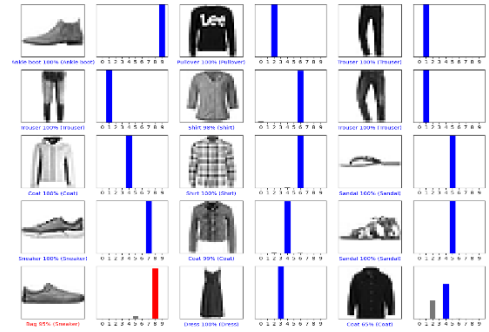 Lee
0 1 2 3 4 5 6 7 8 9
0 1 2 3 4 5 6 7 8 9
0 1 2 3 4 5 6 7 8 9
Ankle boot 100% (Ankle boot)
Pullover 100% (Pullover)
Trouser 100% (Trouser)
0 1 2 3 4 5 6 7 8 9
0 1 2 3 4 5 6 7 8 9
0 1 2 3 4 5 6 7 8 9
Trouser 100% (Trouser)
Shirt 98% (Shirt)
Trouser 100% (Trouser)
0 1 2 3 4 5 6 7 8 9
0 1 2 3 4 5 6 7 8 9
0 1 2 3 4 5 6 7 8 9
Coat 100% (Coat)
Shirt 100% (Shirt)
Sandal 100% (Sandal)
0 1 2 3 4 5 6 7 8 9
0 1 2 3 4 5 6 7 8 9
0 1 2 3 4 5 6 7 8 9
Sneaker 100% (Sneaker)
Coat 99% (Coat)
Sandal 100% (Sandal)
0 1 2 3 4 5 6 7 8 9
0 1 2 3 4 5 6 7 8 9
0 1 2 3 4 5 6 7 8 9
Bag 95% (Sneaker)
Dress 100% (Dress)
Coat 65% (Coat)